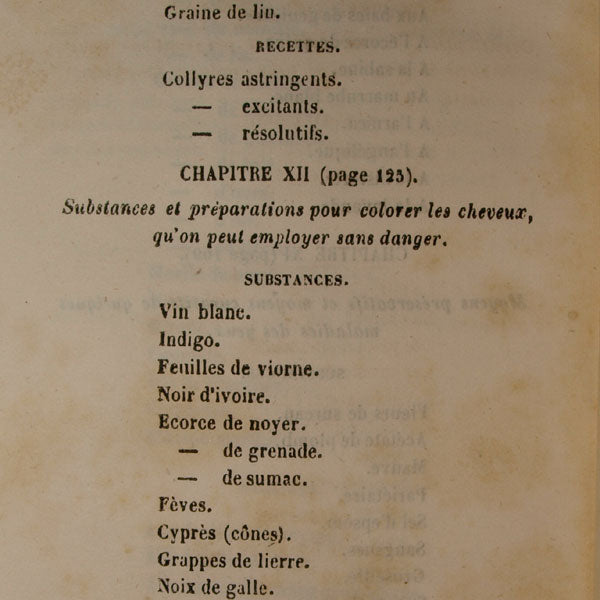 Graine de lin.
RECETTES.
Collyres astringents.
— excitants.
— résolutifs.
CHAPITRE XII (page 125).
Substances et préparations pour colorer les cheveux,
qu'on peut employer sans danger.
SUBSTANCES.
Vin blanc.
Indigo.
Feuilles de viorne.
Noir d'ivoire.
Ecorce de noyer.
— de grenade.
— de sumac.
Fèves.
Cyprès (cônes).
Grappes de lierre.
Noix de galle.